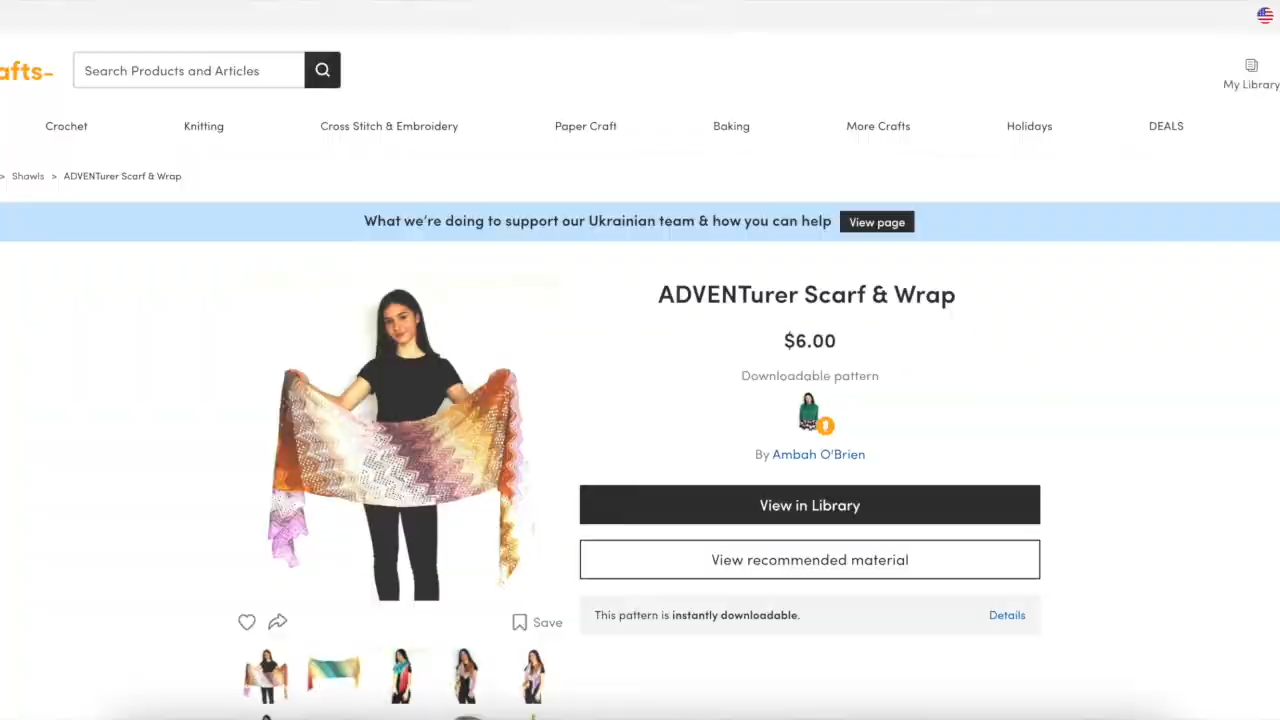 afts-
Search Products and Articles
My Library
Crochet Knitting Cross Stitch & Embroidery Paper Craft Baking More Crafts Holidays DEALS
> Shawls > ADVENTurer Scarf & Wrap
What we're doing to support our Ukrainian team & how you can help View page
ADVENTurer Scarf & Wrap
$6.00
Downloadable pattern
By Ambah O'Brien
View in Library
View recommended material
This pattern is instantly downloadable. Details
Save